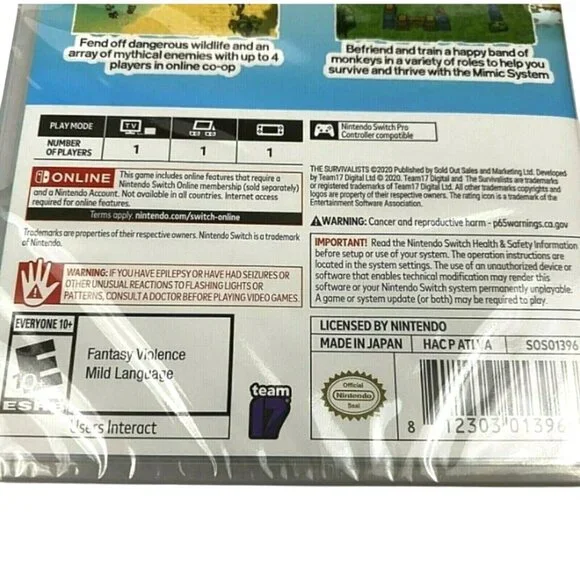 Fend off dangerous wildlife and an
array of mythical enemies with up to 4
players in online co-op
Befriend and train a happy band of
monkeys in a variety of roles to help you
survive and thrive with the Mimic System
PLAY MODE
TV
NUMBER
OF PLAYERS
1
1
1
Nintendo Switch Pro
Controller compatible
ONLINE
This game includes online features that require a
Nintendo Switch Online membership (sold separately)
and a Nintendo Account. Not available in all countries. Internet access
required for online features.
Terms apply. nintendo.com/switch-online
Trademarks are properties of their respective owners. Nintendo Switch is a trademark
of Nintendo.
WARNING: IF YOU HAVE EPILEPSY OR HAVE HAD SEIZURES OR
OTHER UNUSUAL REACTIONS TO FLASHING LIGHTS OR
PATTERNS, CONSULT A DOCTOR BEFORE PLAYING VIDEO GAMES.
EVERYONE 10+
E
10+
ESRB
Fantasy Violence
Mild Language
Users Interact
team
17
THE SURVIVALISTS ©2020 Published by Sold Out Sales and Marketing Ltd. Developed
by Team17 Digital Ltd © 2020. Team17 Digital and The Survivalists are trademarks
or registered trademarks of Team17 Digital Ltd. All other trademarks, copyrights and
logos are property of their respective owners. The rating icon is a trademark of the
Entertainment Software Association.
WARNING: Cancer and reproductive harm - p65warnings.ca.gov
IMPORTANT! Read the Nintendo Switch Health & Safety Information
before setup or use of your system. The operation instructions are
located in the system settings. The use of an unauthorized device or
software that enables technical modification may render this
software or your Nintendo Switch system permanently unplayable.
A game or system update (or both) may be required to play.
LICENSED BY NINTENDO
MADE IN JAPAN
HAC P
SOS01396
Official
Nintendo
Seal
8 12303 01396